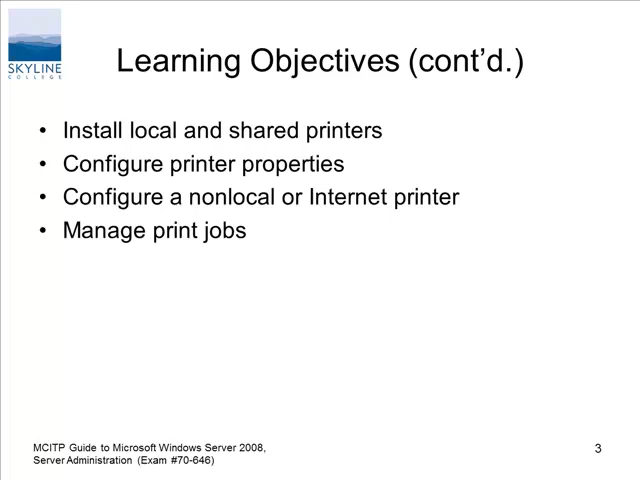 SKYLINE
COLLEGE
Learning Objectives (cont’d.)
• Install local and shared printers
• Configure printer properties
• Configure a nonlocal or Internet printer
• Manage print jobs
MCITP Guide to Microsoft Windows Server 2008,
Server Administration (Exam #70-646)
3